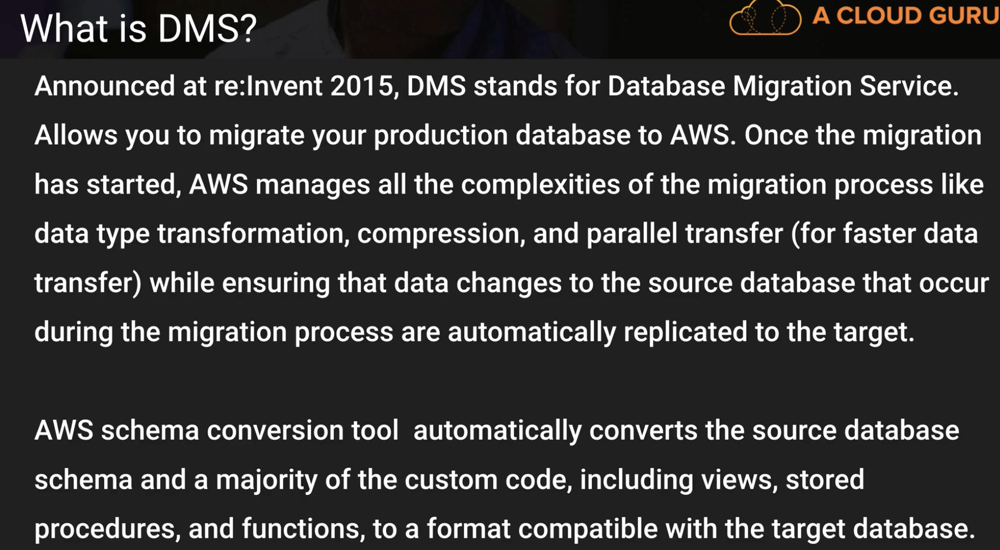 What is DMS?
A CLOUD GURU
Announced at re:Invent 2015, DMS stands for Database Migration Service.
Allows you to migrate your production database to AWS. Once the migration
has started, AWS manages all the complexities of the migration process like
data type transformation, compression, and parallel transfer (for faster data
transfer) while ensuring that data changes to the source database that occur
during the migration process are automatically replicated to the target.
AWS schema conversion tool  automatically converts the source database
schema and a majority of the custom code, including views, stored
procedures, and functions, to a format compatible with the target database.